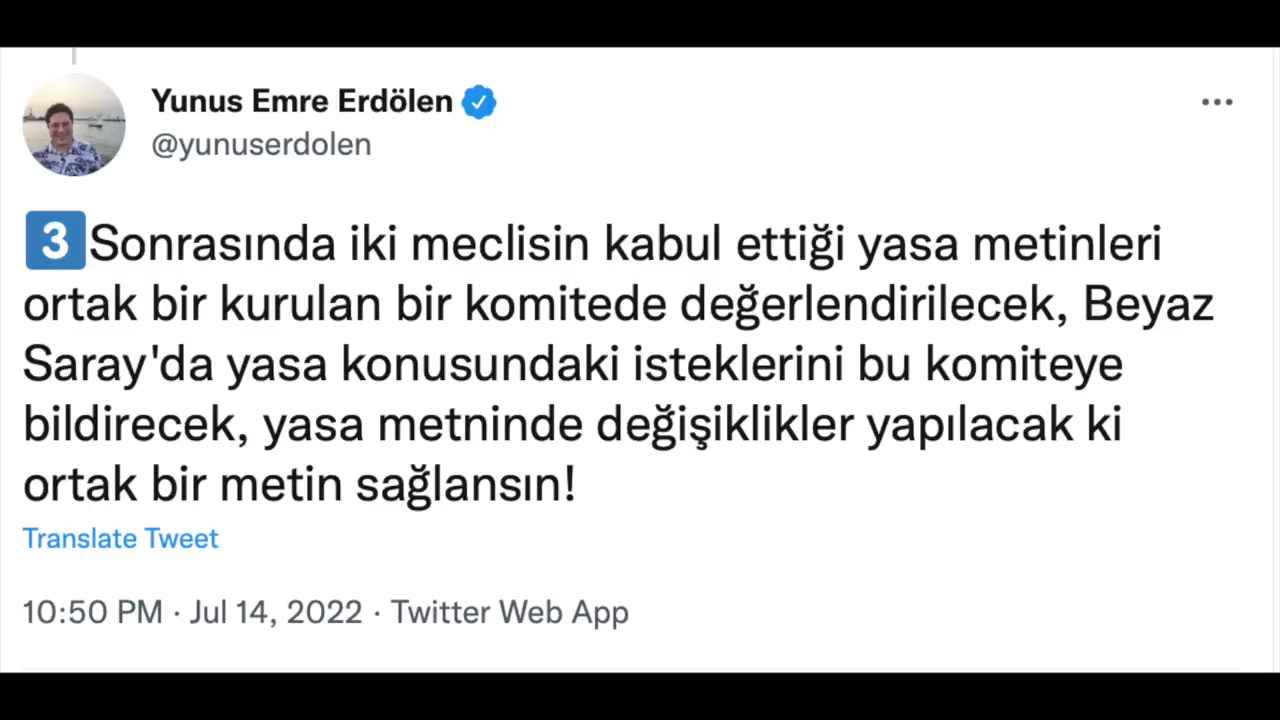 Yunus Emre Erdölen
@yunuserdolen
3️⃣Sonrasında iki meclisin kabul ettiği yasa metinleri
ortak bir kurulan bir komitede değerlendirilecek, Beyaz
Saray'da yasa konusundaki isteklerini bu komiteye
bildirecek, yasa metninde değişiklikler yapılacak ki
ortak bir metin sağlansın!
Translate Tweet
10:50 PM · Jul 14, 2022 · Twitter Web App